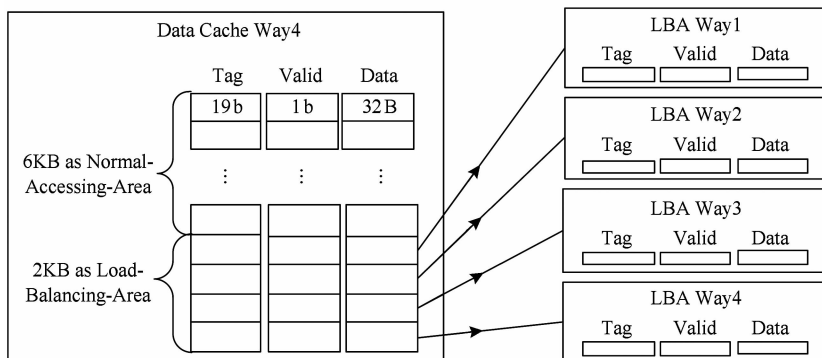 Data Cache Way4
Tag Valid Data
19b 1b 32B
6KB as Normal-
Accessing-Area
⋮ ⋮ ⋮
2KB as Load-
Balancing-Area
LBA Way1
Tag Valid Data
LBA Way2
Tag Valid Data
LBA Way3
Tag Valid Data
LBA Way4
Tag Valid Data